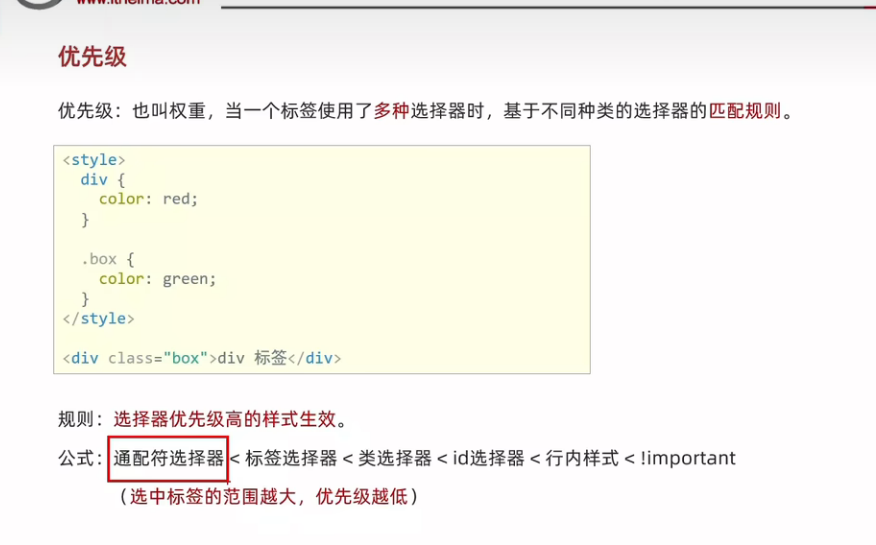 www.itheima.com
优先级
优先级：也叫权重，当一个标签使用了多种选择器时，基于不同种类的选择器的匹配规则。
<style>
div {
color: red;
}
.box {
color: green;
}
</style>
<div class="box">div 标签</div>
规则：选择器优先级高的样式生效。
公式：通配符选择器 < 标签选择器 < 类选择器 < id选择器 < 行内样式 < !important
（选中标签的范围越大，优先级越低）